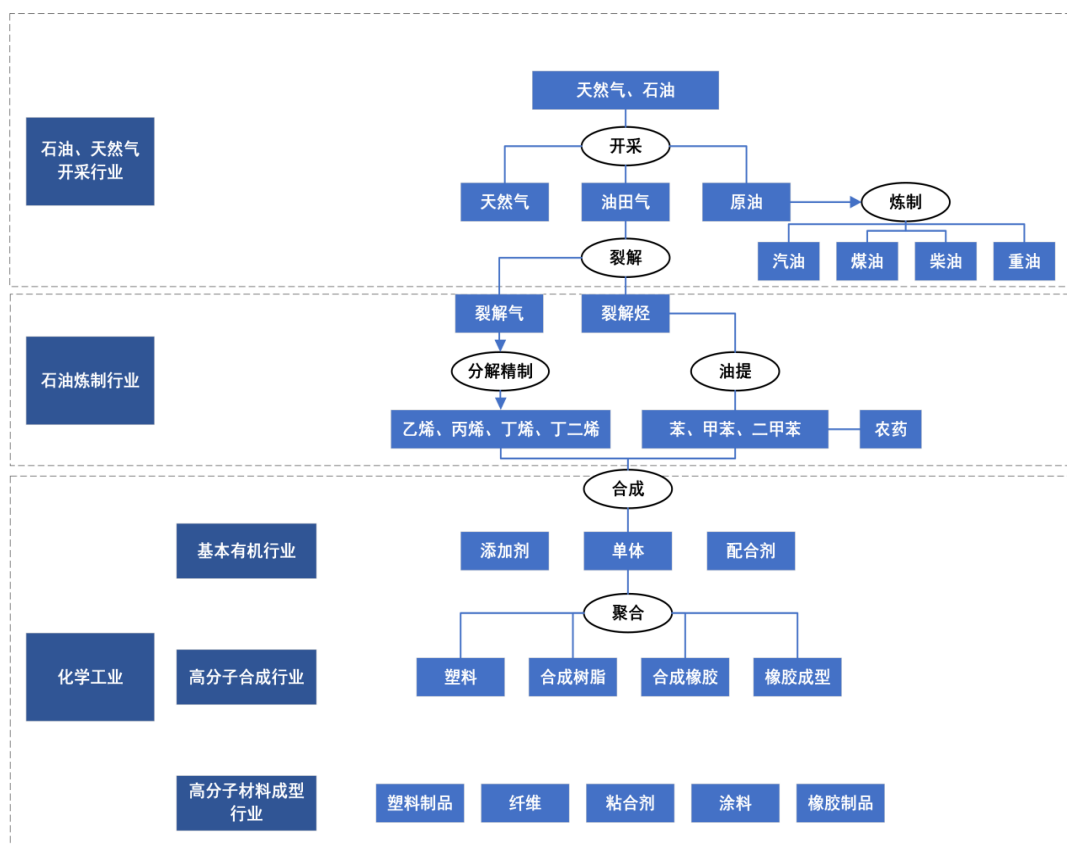 天然气、石油
石油、天然气
开采行业
开采
天然气
油田气
原油
炼制
汽油
煤油
柴油
重油
裂解
裂解气
裂解烃
石油炼制行业
分解精制
油提
乙烯、丙烯、丁烯、丁二烯
苯、甲苯、二甲苯
农药
合成
基本有机行业
添加剂
单体
配合剂
聚合
化学工业
高分子合成行业
塑料
合成树脂
合成橡胶
橡胶成型
高分子材料成型
行业
塑料制品
纤维
粘合剂
涂料
橡胶制品